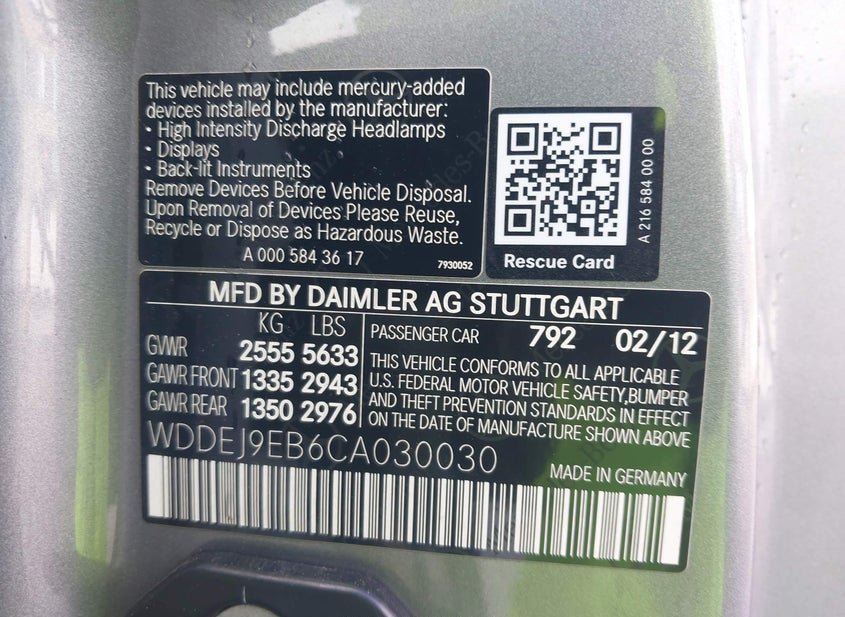 This vehicle may include mercury-added
devices installed by the manufacturer:
· High Intensity Discharge Headlamps
· Displays
· Back-lit Instruments
Remove Devices Before Vehicle Disposal.
Upon Removal of Devices Please Reuse,
Recycle or Dispose as Hazardous Waste.
A 000 584 36 17 7930052
A 216 584 00 00
Rescue Card
MFD BY DAIMLER AG STUTTGART
KG LBS
GVWR 2555 5633
GAWR FRONT 1335 2943
GAWR REAR 1350 2976
PASSENGER CAR 792 02/12
THIS VEHICLE CONFORMS TO ALL APPLICABLE
U.S. FEDERAL MOTOR VEHICLE SAFETY,BUMPER
AND THEFT PREVENTION STANDARDS IN EFFECT
ON THE DATE OF MANUFACTURE SHOWN ABOVE
WDDEJ9EB6CA030030
MADE IN GERMANY